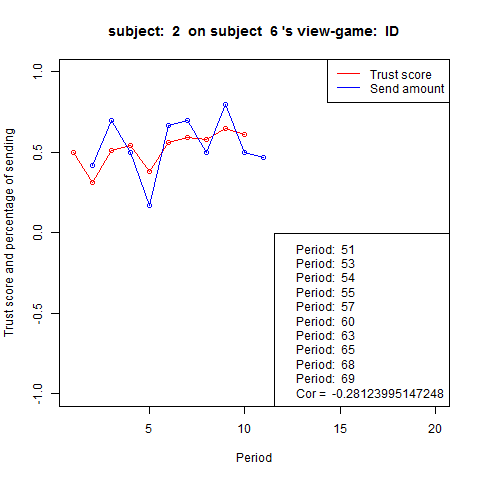 subject: 2 on subject 6 's view-game: ID
Trust score
Send amount
Trust score and percentage of sending
1.0
0.5
0.0
-0.5
-1.0
Period: 51
Period: 53
Period: 54
Period: 55
Period: 57
Period: 60
Period: 63
Period: 65
Period: 68
Period: 69
Cor = -0.28123995147248
5 10 15 20
Period